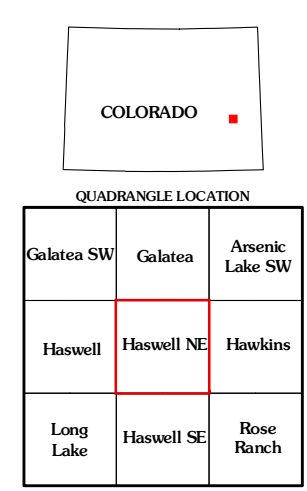 COLORADO
QUADRANGLE LOCATION
Galatea SW
Galatea
Arsenic
Lake SW
Haswell
Haswell NE
Hawkins
Long
Lake
Haswell SE
Rose
Ranch